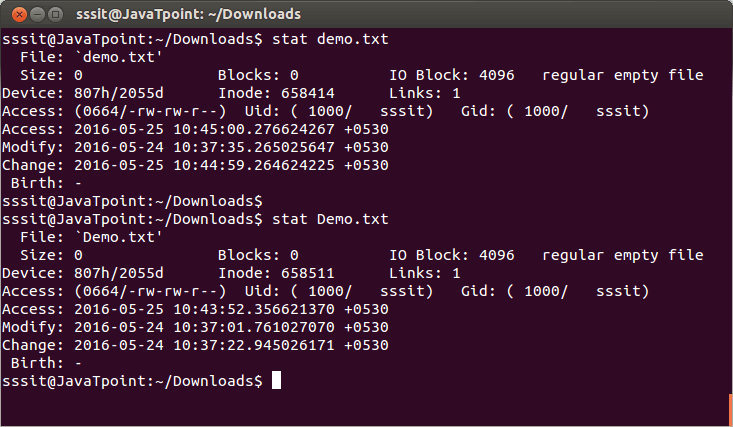 sssit@JavaTpoint: ~/Downloads
sssit@JavaTpoint:~/Downloads$ stat demo.txt
  File: `demo.txt'
  Size: 0               Blocks: 0          IO Block: 4096   regular empty file
Device: 807h/2055d      Inode: 658414      Links: 1
Access: (0664/-rw-rw-r--)  Uid: ( 1000/   sssit)   Gid: ( 1000/   sssit)
Access: 2016-05-25 10:45:00.276624267 +0530
Modify: 2016-05-24 10:37:35.265025647 +0530
Change: 2016-05-25 10:44:59.264624225 +0530
 Birth: -
sssit@JavaTpoint:~/Downloads$
sssit@JavaTpoint:~/Downloads$ stat Demo.txt
  File: `Demo.txt'
  Size: 0               Blocks: 0          IO Block: 4096   regular empty file
Device: 807h/2055d      Inode: 658511      Links: 1
Access: (0664/-rw-rw-r--)  Uid: ( 1000/   sssit)   Gid: ( 1000/   sssit)
Access: 2016-05-25 10:43:52.356621370 +0530
Modify: 2016-05-24 10:37:01.761027070 +0530
Change: 2016-05-24 10:37:22.945026171 +0530
 Birth: -
sssit@JavaTpoint:~/Downloads$